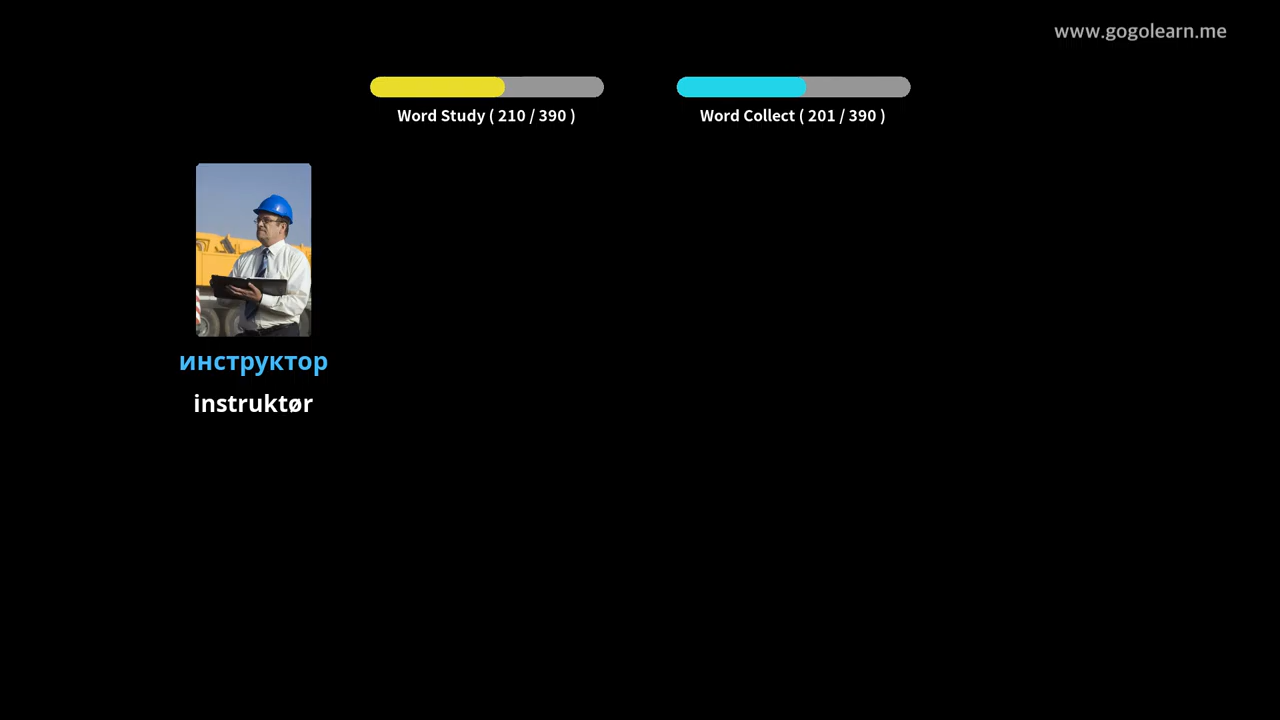 www.gogolearn.me
Word Study ( 210 / 390 )
Word Collect ( 201 / 390 )
инструктор
instruktør